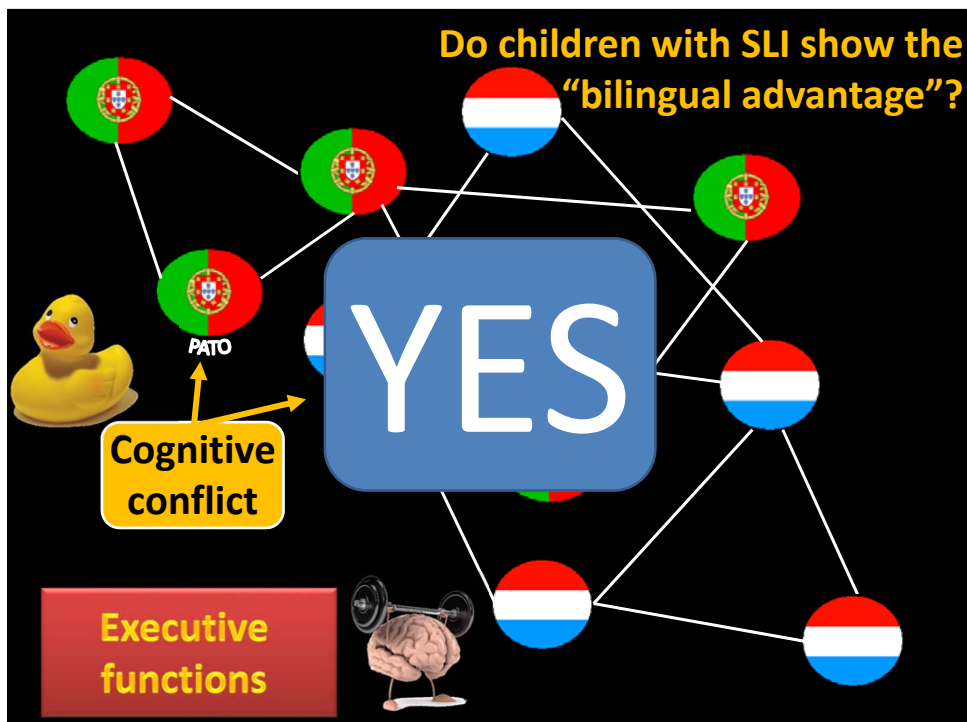 Do children with SLI show the
“bilingual advantage”?
PATO
YES
Cognitive
conflict
Executive
functions